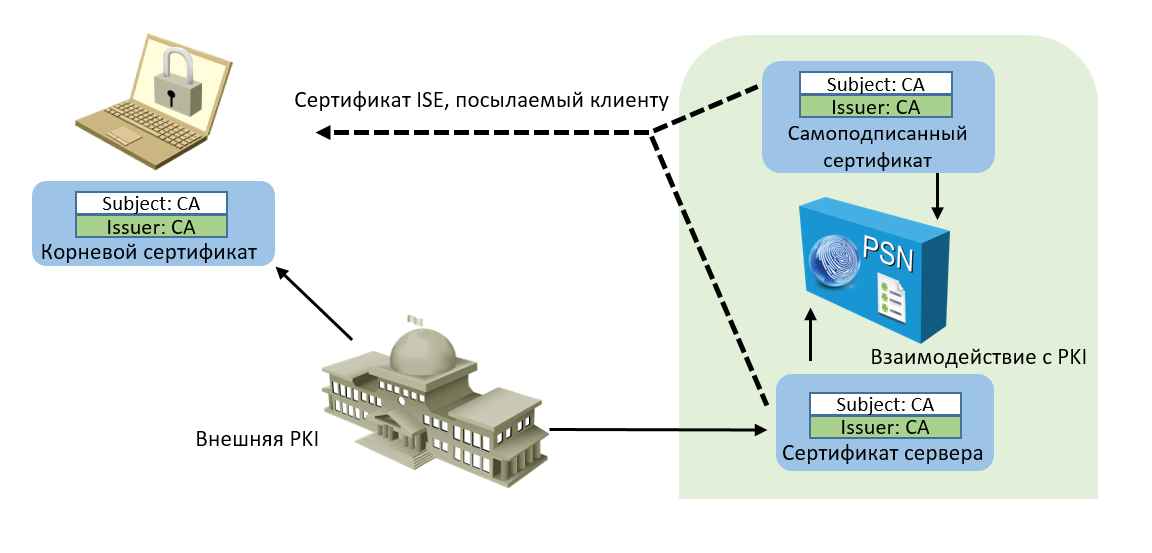 Сертификат ISE, посылаемый клиенту
Subject: CA
Issuer: CA
Самоподписанный
сертификат
Subject: CA
Issuer: CA
Корневой сертификат
PSN
Взаимодействие с PKI
Внешняя PKI
Subject: CA
Issuer: CA
Сертификат сервера